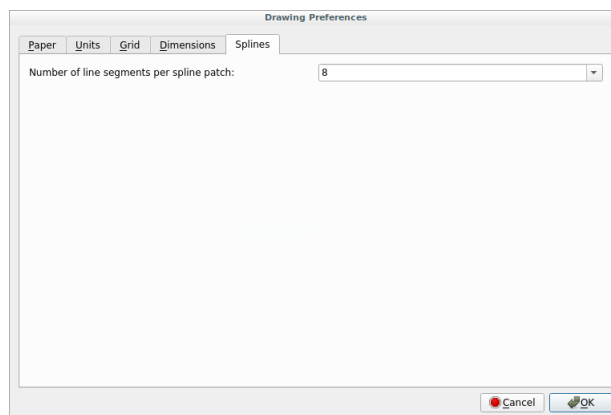 Drawing Preferences
Paper Units Grid Dimensions Splines
Number of line segments per spline patch: 8
Cancel OK